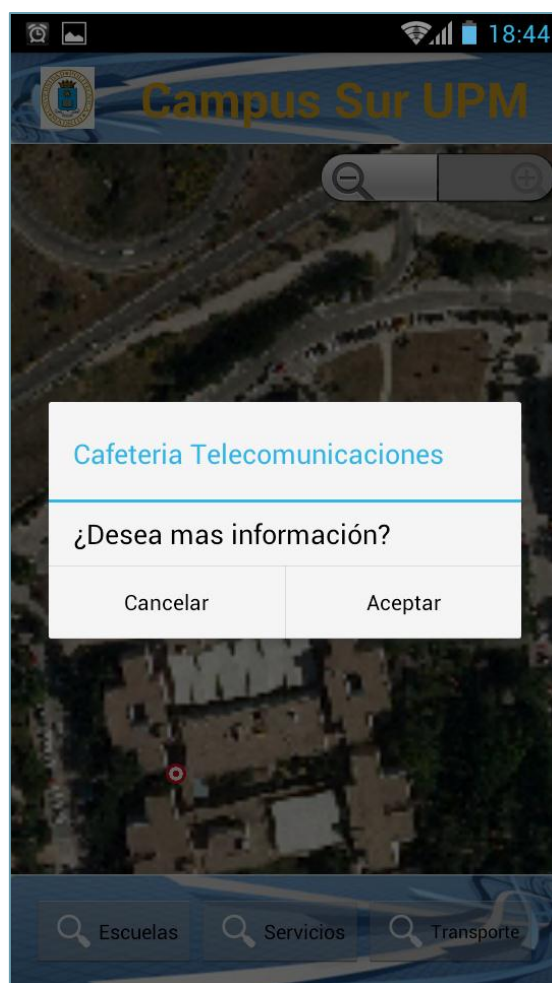 18:44
Campus Sur UPM
Cafeteria Telecomunicaciones
¿Desea mas información?
Cancelar
Aceptar
Escuelas
Servicios
Transporte